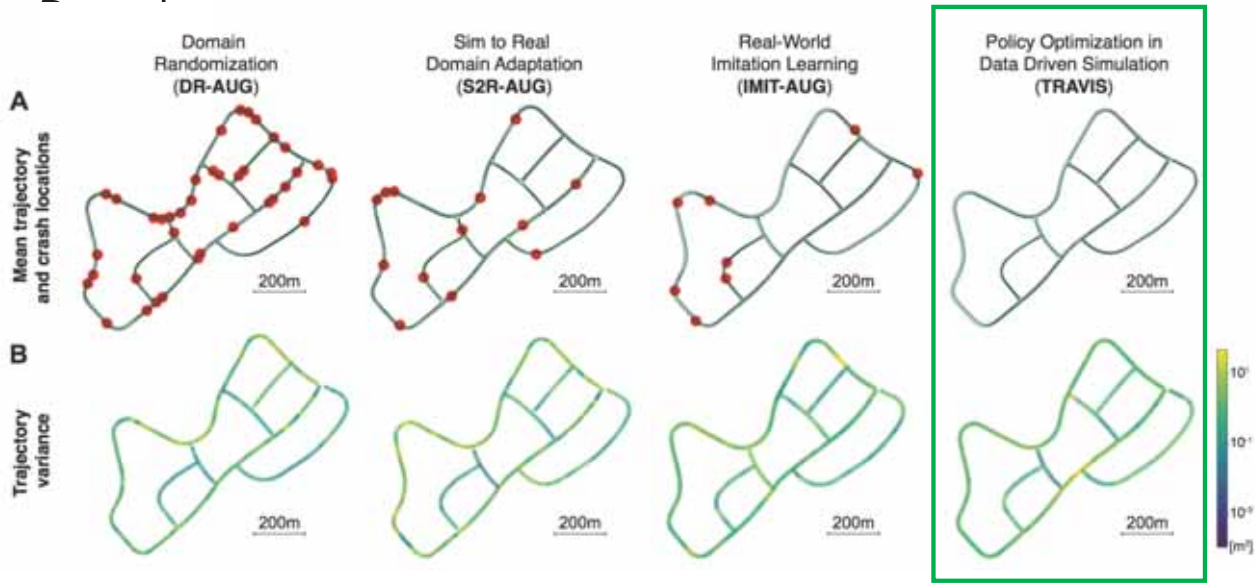 Domain
Randomization
(DR-AUG)
Sim to Real
Domain Adaptation
(S2R-AUG)
Real-World
Imitation Learning
(IMIT-AUG)
Policy Optimization in
Data Driven Simulation
(TRAVIS)
A
Mean trajectory
and crash locations
200m
200m
200m
200m
B
Trajectory
variance
200m
200m
200m
200m
10¹
10⁻¹
[m²]